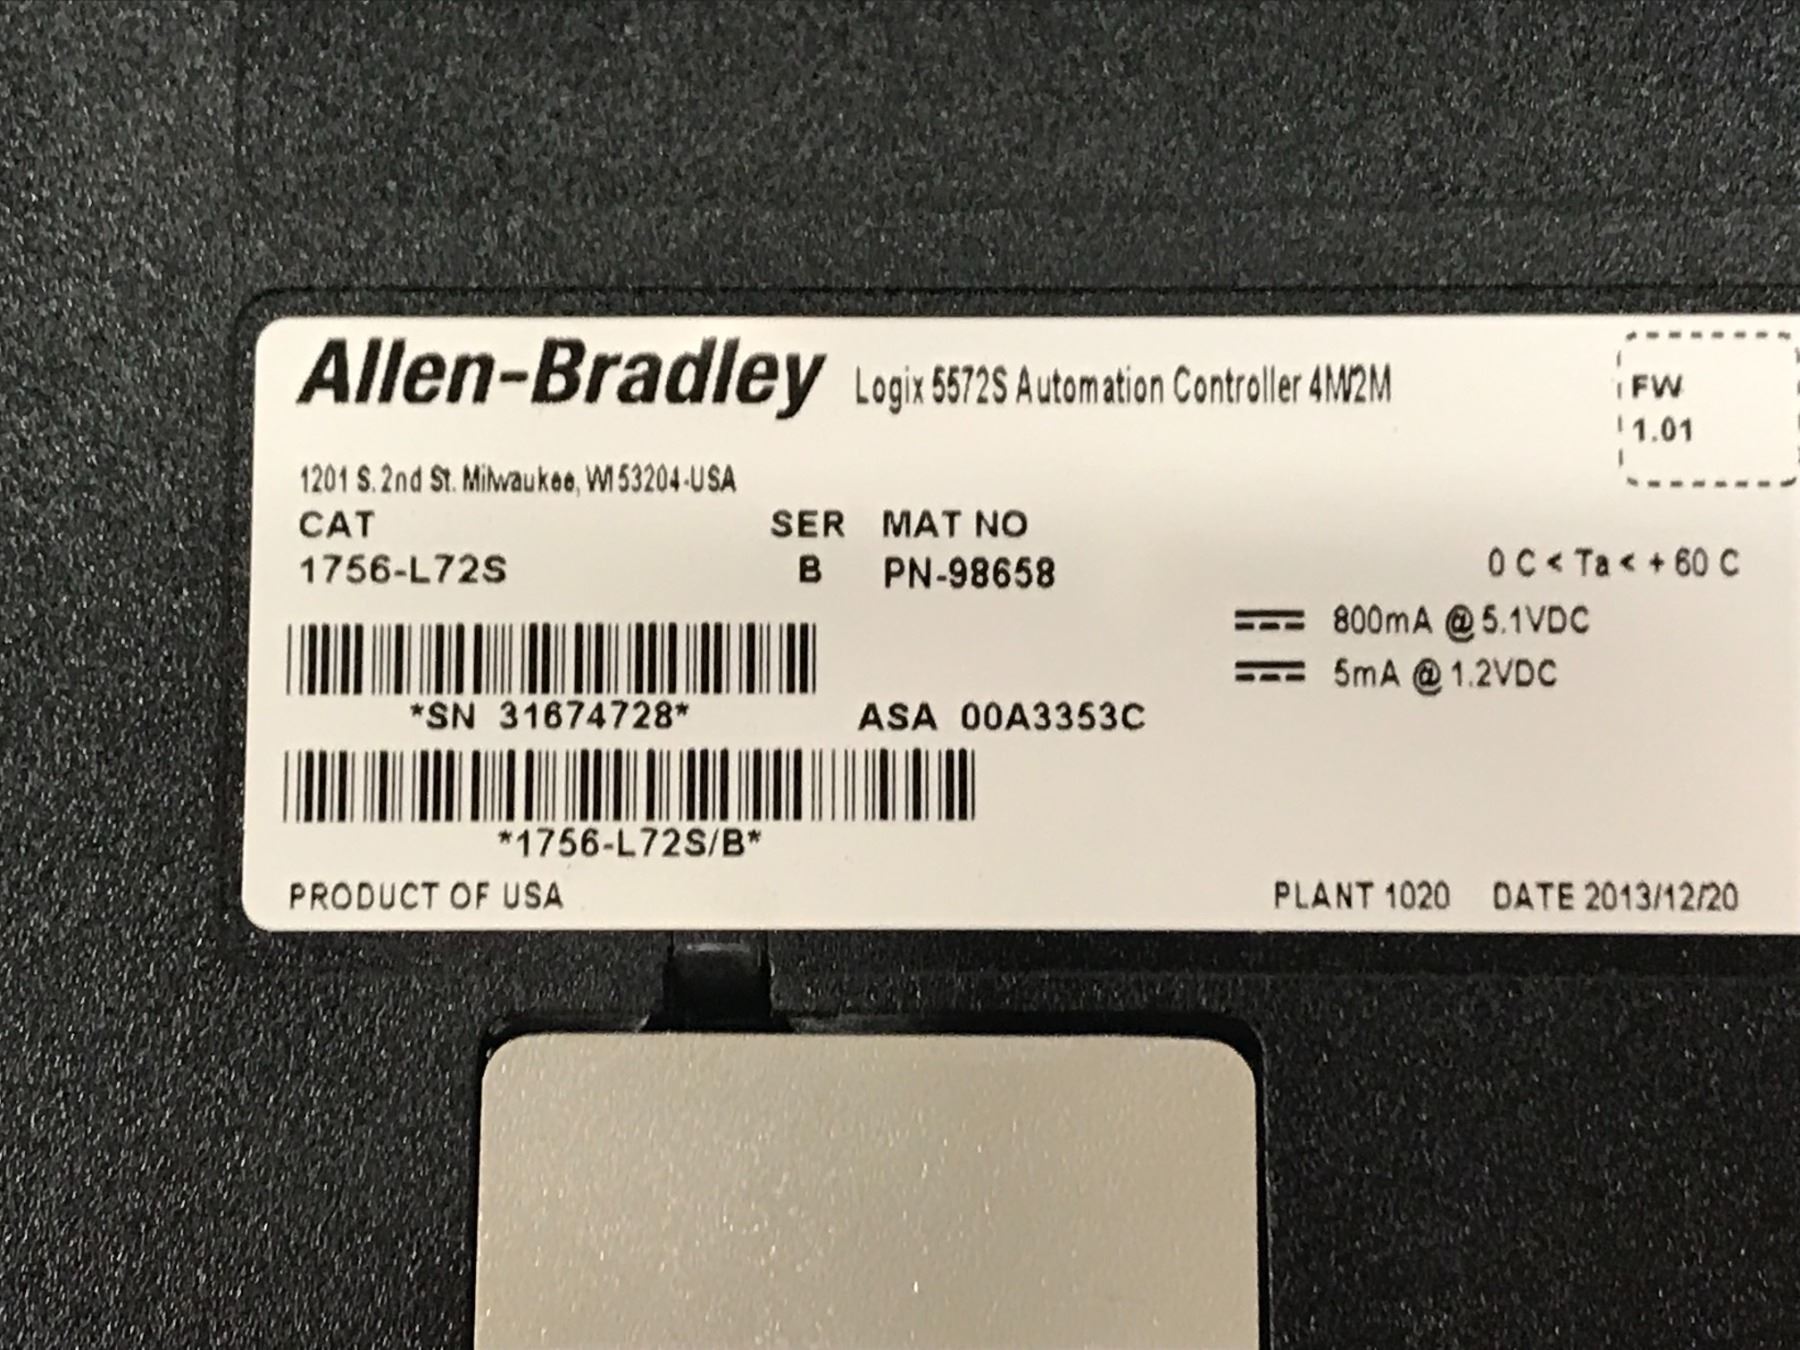 Allen-Bradley Logix 5572S Automation Controller 4M/2M
FW
1.01
1201 S. 2nd St. Milwaukee, WI 53204-USA
CAT SER MAT NO
1756-L72S B PN-98658
0 C < Ta < + 60 C
800mA @ 5.1VDC
5mA @ 1.2VDC
*SN 31674728* ASA 00A3353C
*1756-L72S/B*
PRODUCT OF USA PLANT 1020 DATE 2013/12/20